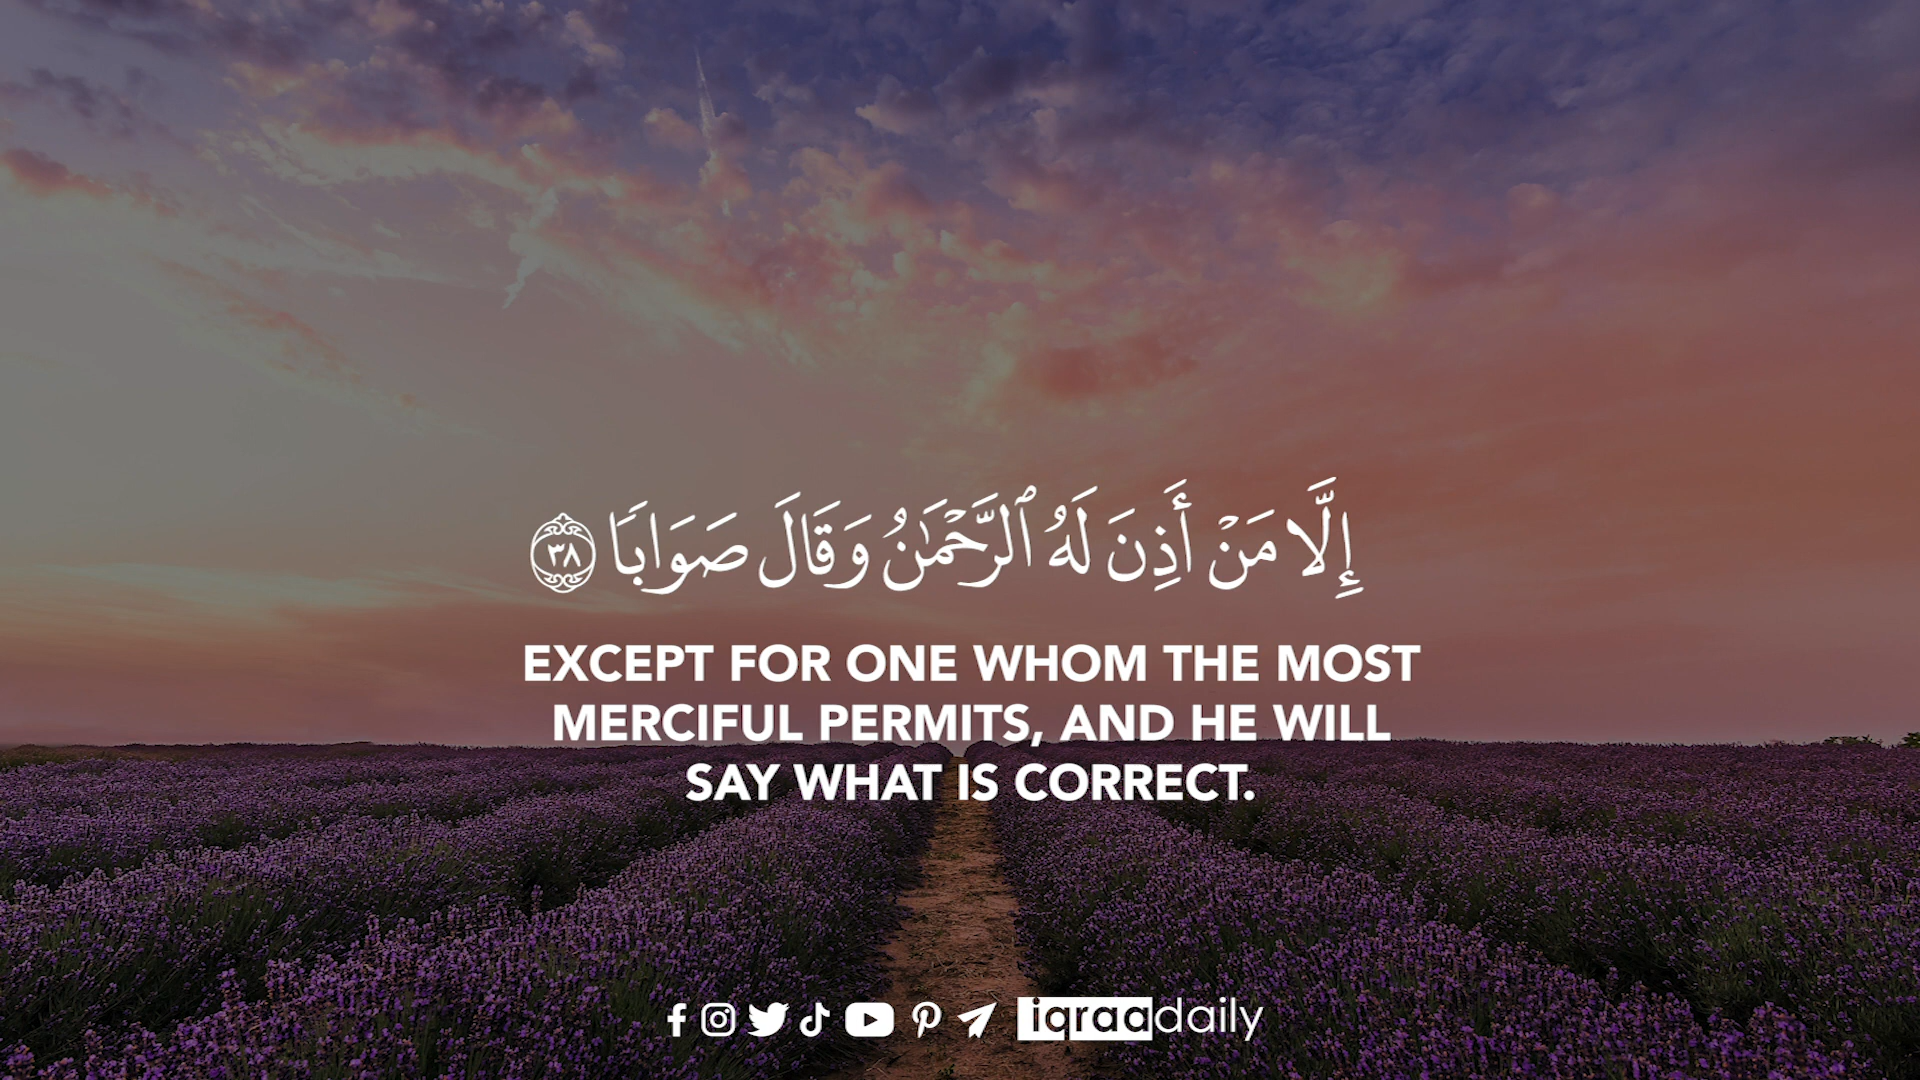 إِلَّا مَنْ أَذِنَ لَهُ ٱلرَّحْمَٰنُ وَقَالَ صَوَابًا ٣٨
EXCEPT FOR ONE WHOM THE MOST
MERCIFUL PERMITS, AND HE WILL
SAY WHAT IS CORRECT.
iqraadaily